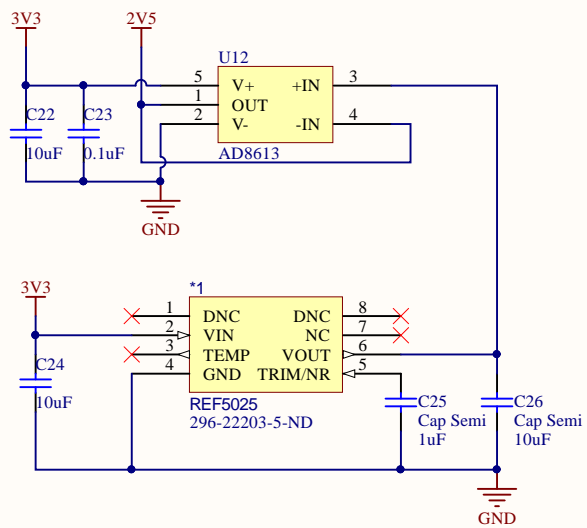 3V3 2V5
U12
5 V+ +IN 3
1 OUT
2 V- -IN 4
AD8613
C22
10uF
C23
0.1uF
GND
3V3
*1
1 DNC DNC 8
2 VIN NC 7
3 TEMP VOUT 6
4 GND TRIM/NR 5
REF5025
296-22203-5-ND
C24
10uF
C25
Cap Semi
1uF
C26
Cap Semi
10uF
GND